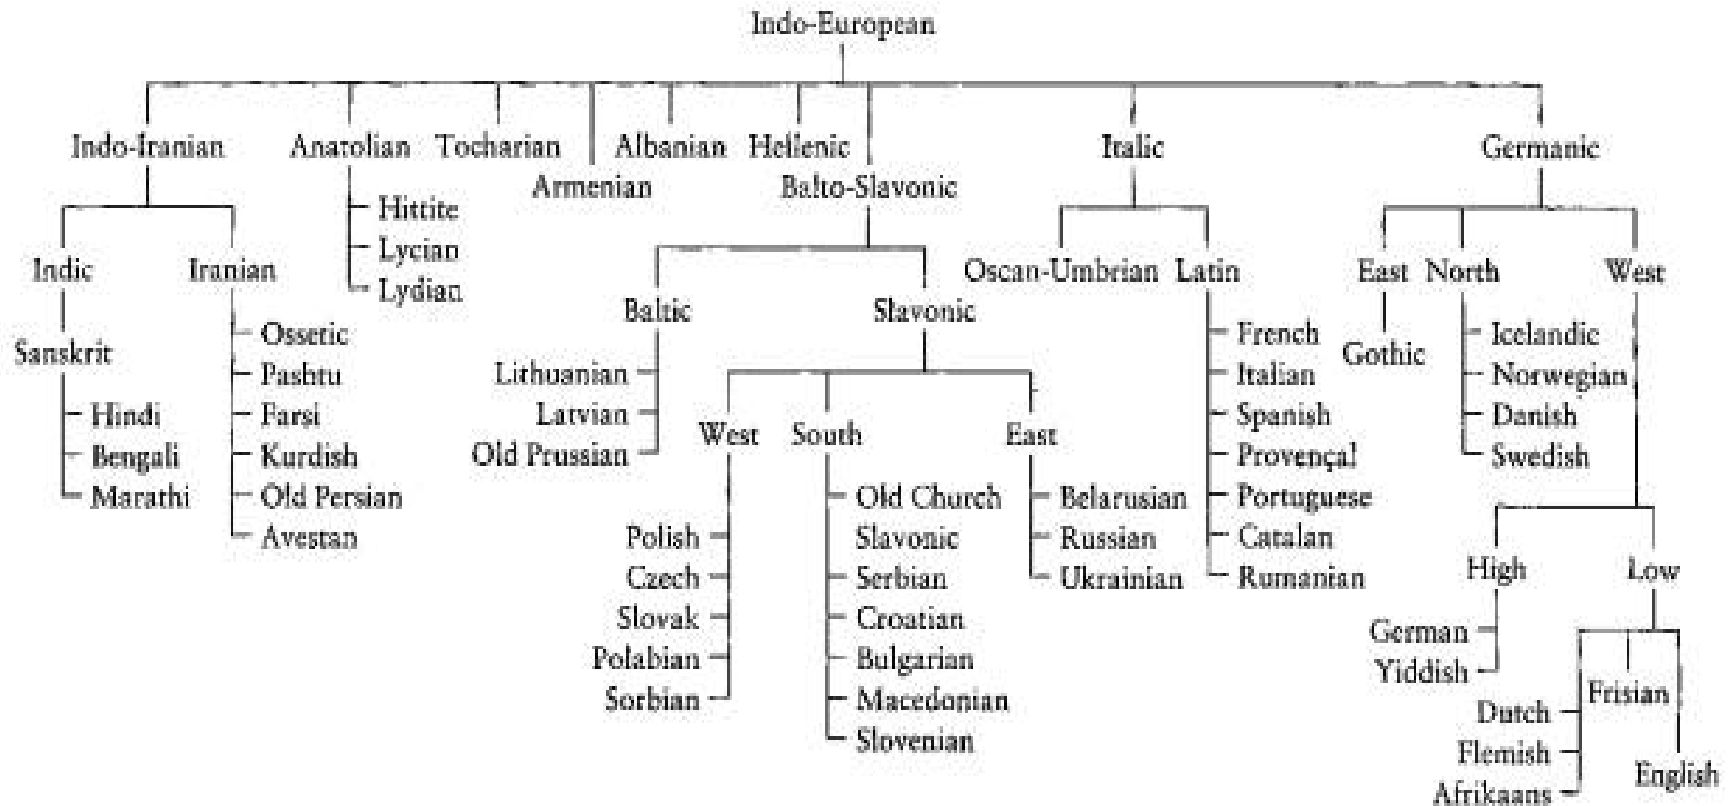 Indo-European
Indo-Iranian Anatolian Tocharian Albanian Hellenic Italic Germanic
Armenian Balto-Slavonic
Hittite
Lycian
Lydian
Indic Iranian
Oscan-Umbrian Latin
East North West
Baltic Slavonic
Sanskrit
Hindi
Bengali
Marathi
Ossetic
Pashtu
Farsi
Kurdish
Old Persian
Avestan
Lithuanian
Latvian
Old Prussian
West South East
Polish
Czech
Slovak
Polabian
Sorbian
Old Church
Slavonic
Serbian
Croatian
Bulgarian
Macedonian
Slovenian
Belarusian
Russian
Ukrainian
French
Italian
Spanish
Provençal
Portuguese
Catalan
Rumanian
Gothic
Icelandic
Norwegian
Danish
Swedish
High Low
German
Yiddish
Dutch
Flemish
Afrikaans
Frisian
English